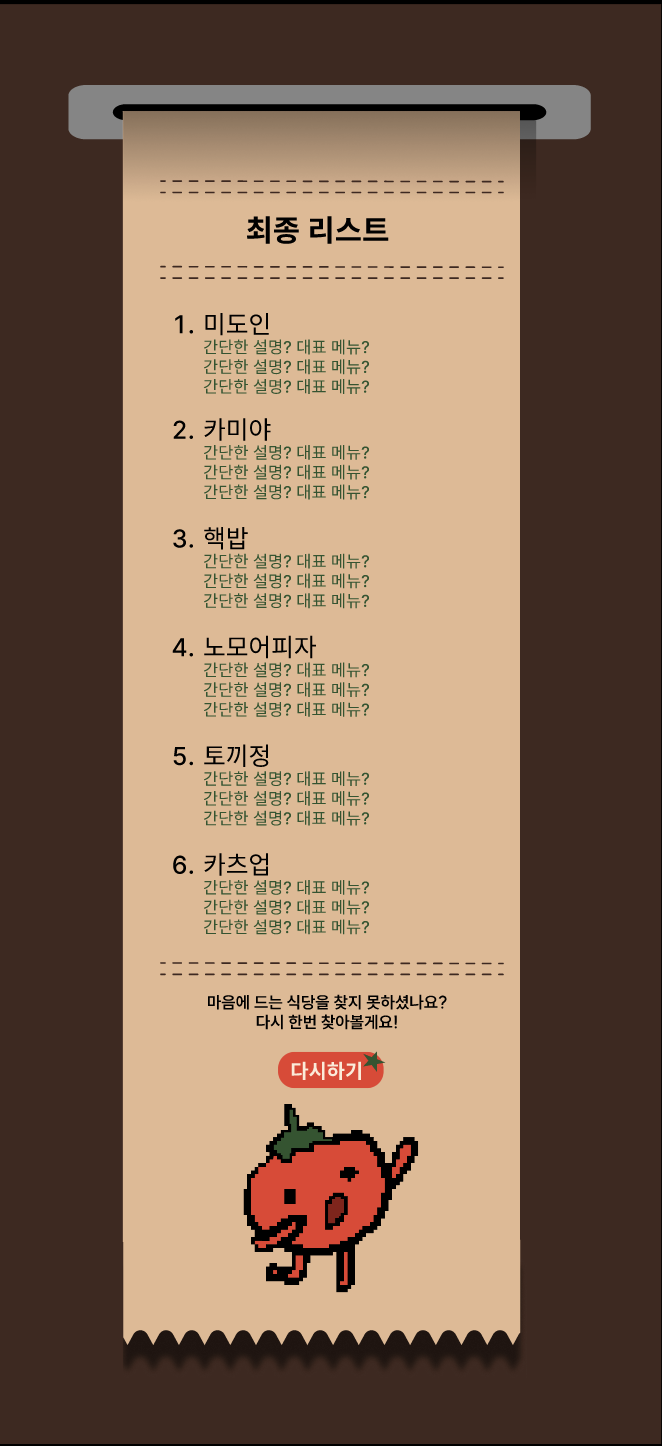 최종 리스트
1. 미도인
간단한 설명? 대표 메뉴?
간단한 설명? 대표 메뉴?
간단한 설명? 대표 메뉴?
2. 카미야
간단한 설명? 대표 메뉴?
간단한 설명? 대표 메뉴?
간단한 설명? 대표 메뉴?
3. 핵밥
간단한 설명? 대표 메뉴?
간단한 설명? 대표 메뉴?
간단한 설명? 대표 메뉴?
4. 노모어피자
간단한 설명? 대표 메뉴?
간단한 설명? 대표 메뉴?
간단한 설명? 대표 메뉴?
5. 토끼정
간단한 설명? 대표 메뉴?
간단한 설명? 대표 메뉴?
간단한 설명? 대표 메뉴?
6. 카츠업
간단한 설명? 대표 메뉴?
간단한 설명? 대표 메뉴?
간단한 설명? 대표 메뉴?
마음에 드는 식당을 찾지 못하셨나요?
다시 한번 찾아볼게요!
다시하기